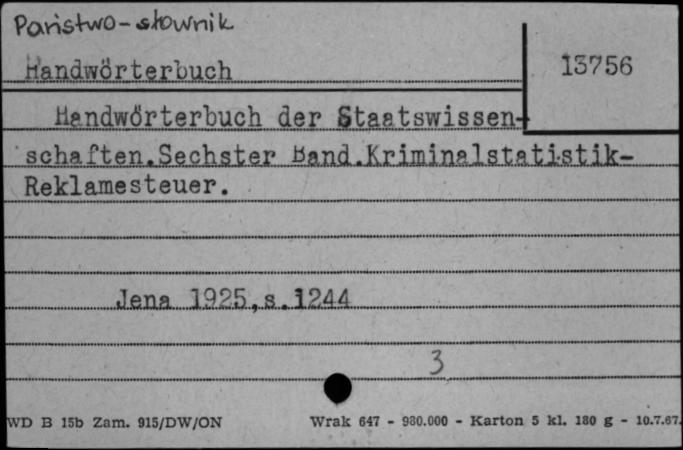 Państwo-słownik
Handwörterbuch
13756
Handwörterbuch der Staatswissen-
schaften.Sechster Band.Kriminalstatistik-
Reklamesteuer.
Jena 1925,s.1244
3
WD B 15b Zam. 915/DW/ON
Wrak 647 - 980.000 - Karton 5 kl. 180 g - 10.7.67.